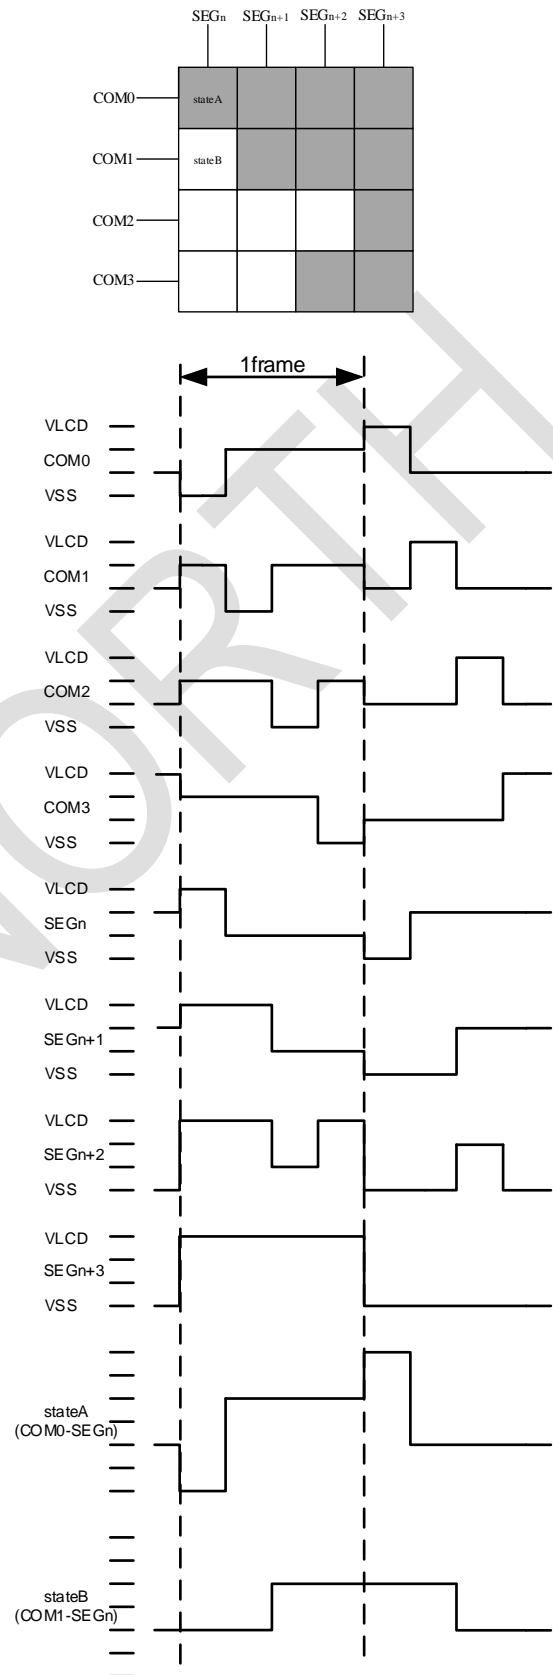 SEGn SEGn+1 SEGn+2 SEGn+3
COM0 stateA
COM1 stateB
COM2
COM3
1frame
VLCD
COM0
VSS
VLCD
COM1
VSS
VLCD
COM2
VSS
VLCD
COM3
VSS
VLCD
SEGn
VSS
VLCD
SEGn+1
VSS
VLCD
SEGn+2
VSS
VLCD
SEGn+3
VSS
stateA
(COM0-SEGn)
stateB
(COM1-SEGn)
ORTH